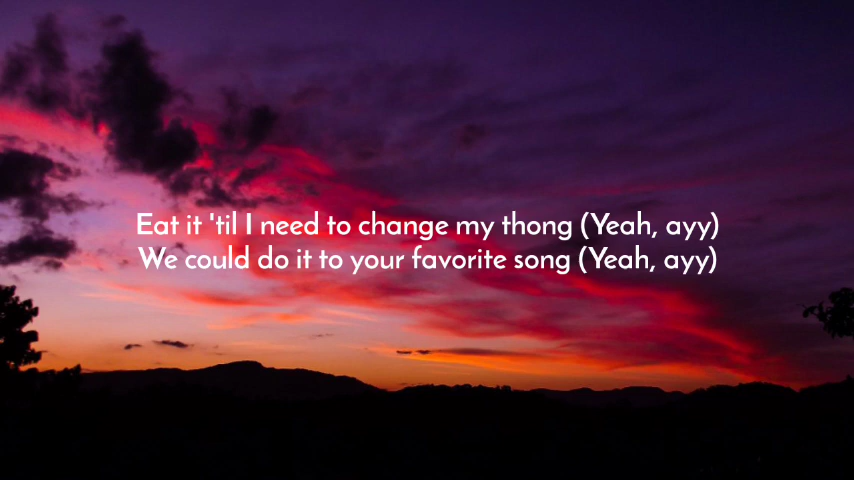 Eat it 'til I need to change my thong (Yeah, ayy)
We could do it to your favorite song (Yeah, ayy)